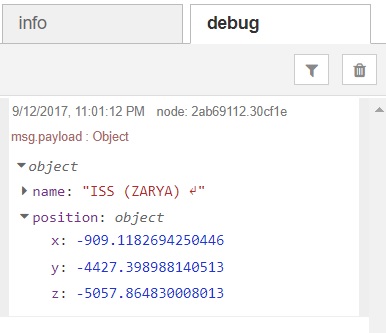 info debug
9/12/2017, 11:01:12 PM node: 2ab69112.30cf1e
msg.payload : Object
object
name: "ISS (ZARYA) ↵"
position: object
x: -909.1182694250446
y: -4427.398988140513
z: -5057.864830008013